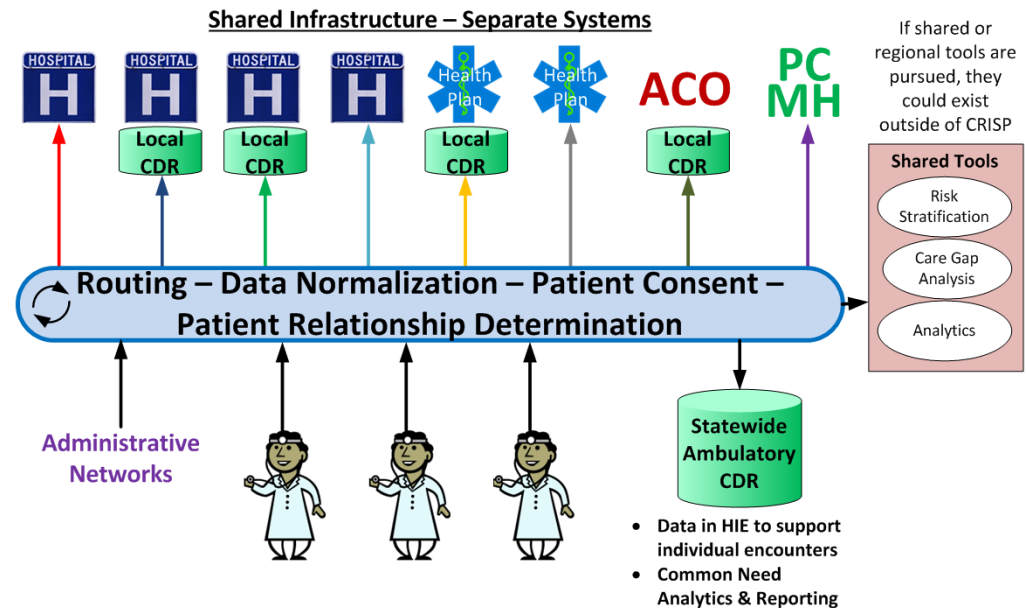 Shared Infrastructure – Separate Systems
HOSPITAL
H
HOSPITAL
H
HOSPITAL
H
HOSPITAL
H
Health
Plan
Health
Plan
ACO
PC
MH
If shared or
regional tools are
pursued, they
could exist
outside of CRISP
Local
CDR
Local
CDR
Local
CDR
Local
CDR
Shared Tools
Risk
Stratification
Care Gap
Analysis
Analytics
Routing – Data Normalization – Patient Consent –
Patient Relationship Determination
Administrative
Networks
Statewide
Ambulatory
CDR
• Data in HIE to support
individual encounters
• Common Need
Analytics & Reporting